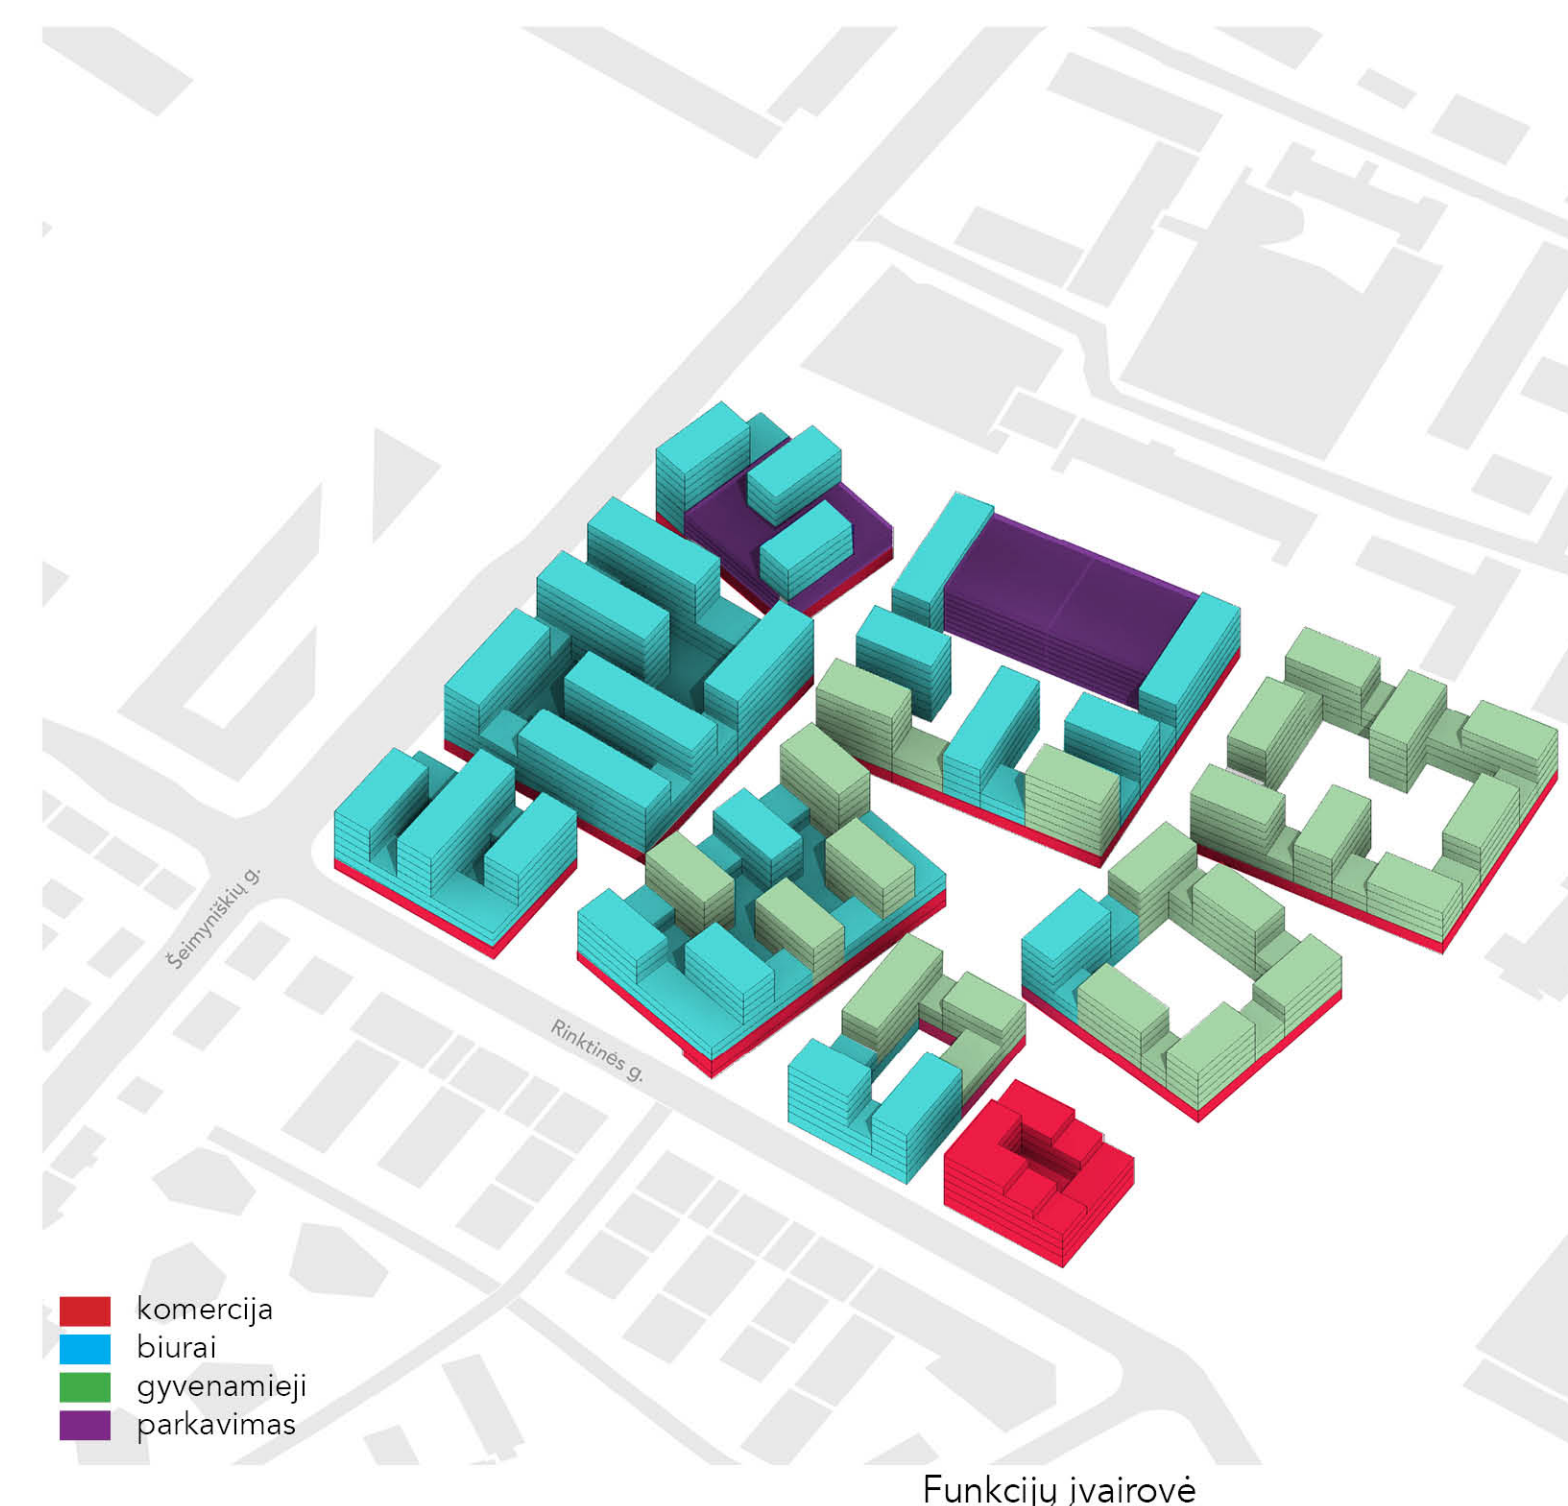 Šeimyniškių g.
Rinktinės g.
komercija
biurai
gyvenamieji
parkavimas
Funkcijų įvairovė